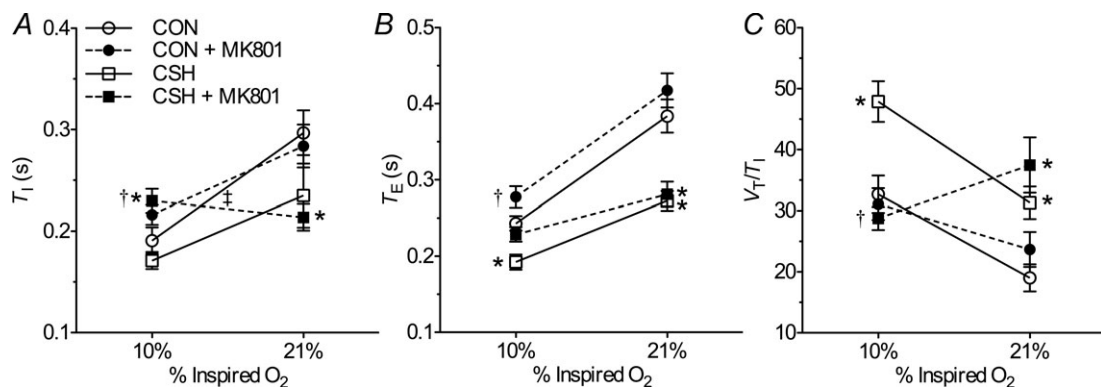 A
B
C
CON
CON + MK801
CSH
CSH + MK801
T_I (s)
0.4
0.3
0.2
0.1
†*
‡
*
10%
21%
% Inspired O₂
T_E (s)
0.5
0.4
0.3
0.2
0.1
†
*
*
*
10%
21%
% Inspired O₂
V_T/T_I
60
50
40
30
20
10
*
†
*
*
10%
21%
% Inspired O₂